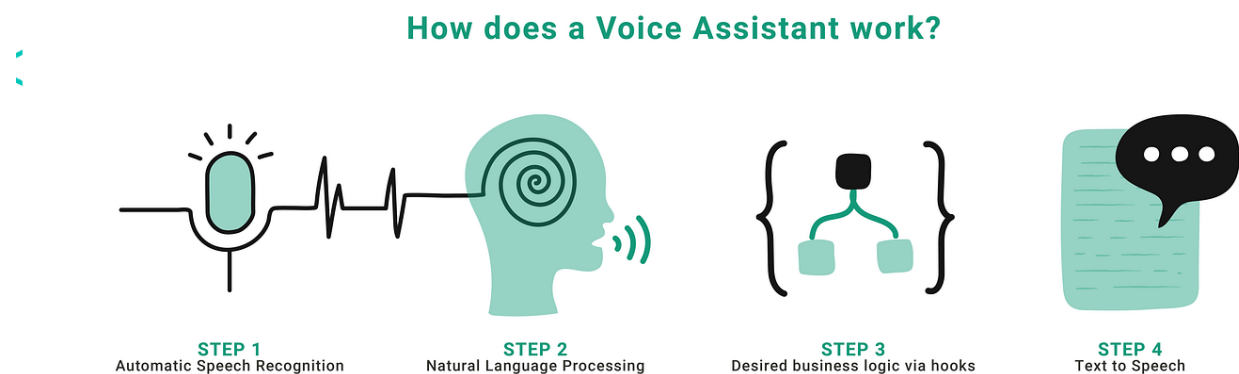 How does a Voice Assistant work?
STEP 1
Automatic Speech Recognition
STEP 2
Natural Language Processing
STEP 3
Desired business logic via hooks
STEP 4
Text to Speech